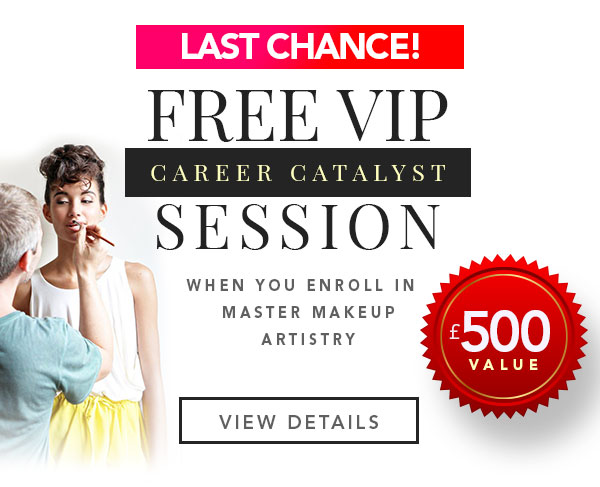 LAST CHANCE!
FREE VIP
CAREER CATALYST
SESSION
WHEN YOU ENROLL IN
MASTER MAKEUP
ARTISTRY
£500
VALUE
VIEW DETAILS